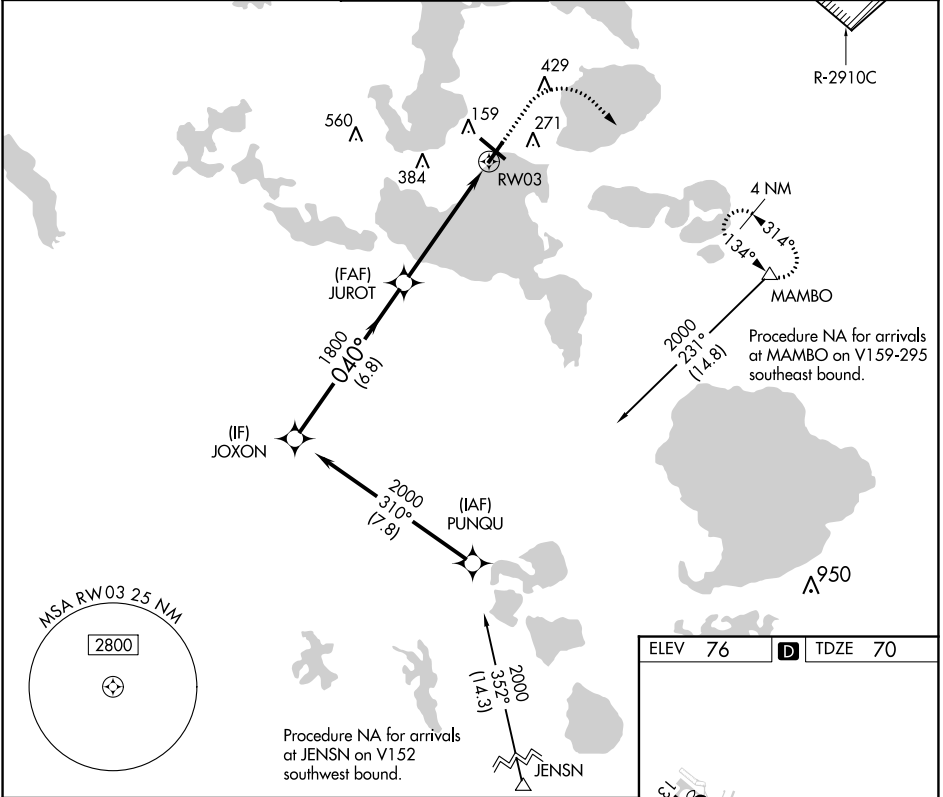 R-2910C
429
560
159
271
384
RW03
4 NM
314°
134°
MAMBO
(FAF)
JUROT
2000
231°
(14.8)
Procedure NA for arrivals
at MAMBO on V159-295
southeast bound.
1800
040°
(6.8)
(IF)
JOXON
2000
310°
(7.8)
(IAF)
PUNQU
950
MSA RW03 25 NM
2800
2000
352°
(14.3)
Procedure NA for arrivals
at JENSN on V152
southwest bound.
JENSN
ELEV 76 D TDZE 70
13